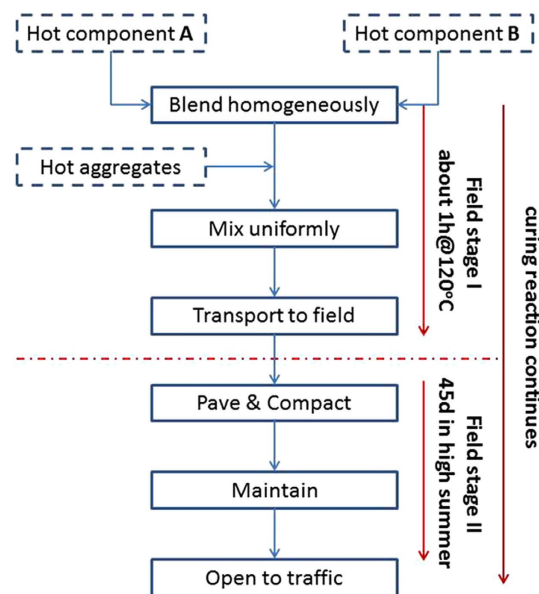 Hot component A
Hot component B
Blend homogeneously
Hot aggregates
Mix uniformly
Transport to field
Field stage I
about 1h@120°C
curing reaction continues
Pave & Compact
Maintain
Open to traffic
Field stage II
45d in high summer